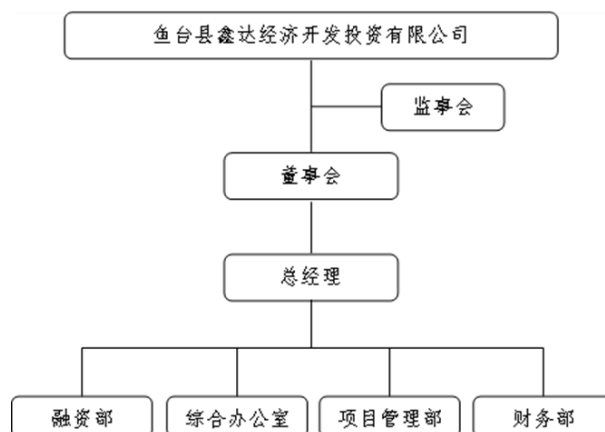 鱼台县鑫达经济开发投资有限公司
监事会
董事会
总经理
融资部
综合办公室
项目管理部
财务部